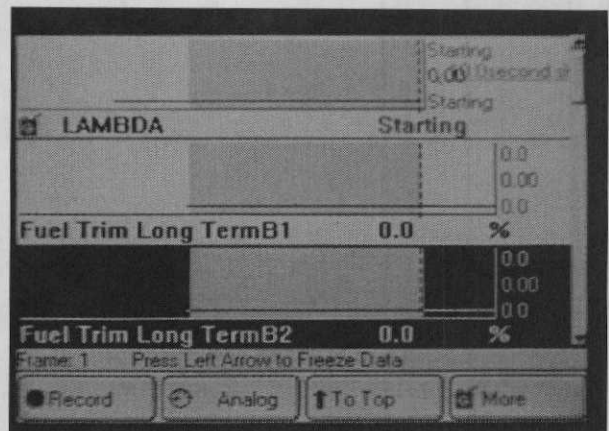 Starting
0.00
Starting
LAMBDA Starting
0.0
0.00
0.0
Fuel Trim Long TermB1 0.0 %
0.0
0.00
0.0
Fuel Trim Long TermB2 0.0 %
Frame: 1 Press Left Arrow to Freeze Data
Record Analog To Top More